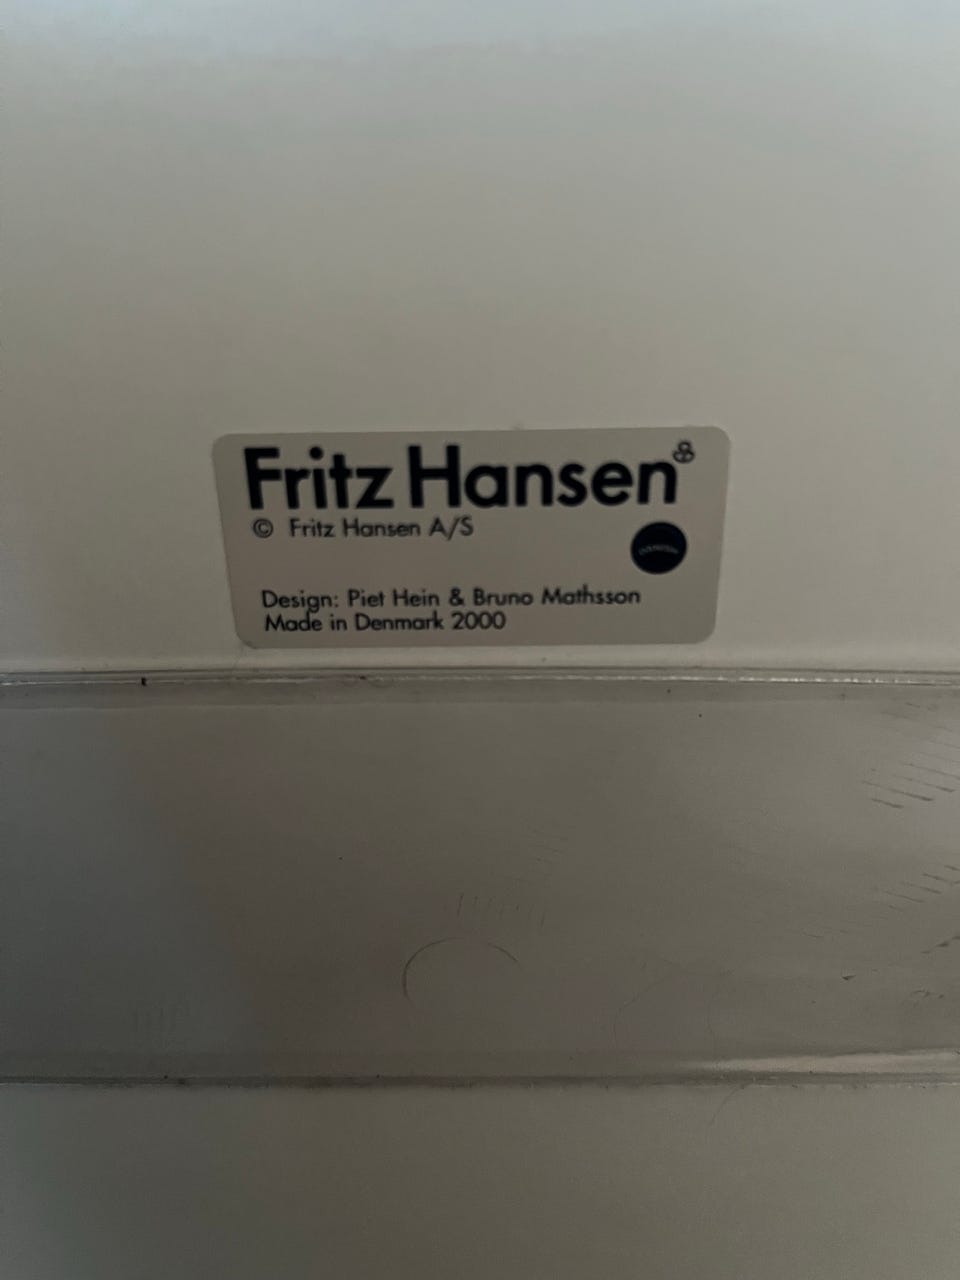 Fritz Hansen
© Fritz Hansen A/S
Design: Piet Hein & Bruno Mathsson
Made in Denmark 2000